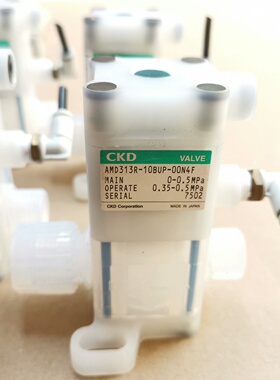 CKD VALVE
AMD313R-10BUP-00N4F
MAIN 0-0.5MPa
OPERATE 0.35-0.5MPa
SERIAL 7502
CKD Corporation MADE IN JAPAN